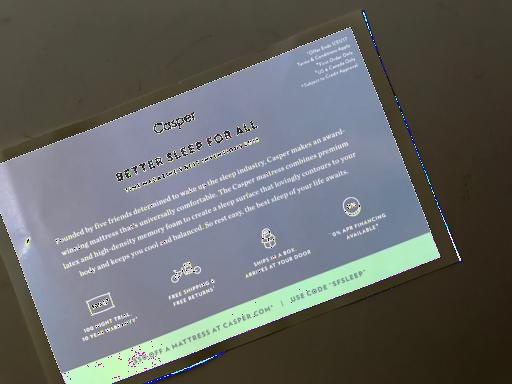 *Offer Ends
Terms & Conditions Apply
*First Order Only
*US & Canada Only
*Subject to Credit Approval
Casper
BETTER SLEEP FOR ALL
Founded by five friends determined to wake up the sleep industry, Casper makes an award-
winning mattress that's universally comfortable. The Casper mattress combines premium
latex and high-density memory foam to create a sleep surface that lovingly contours to your
body and keeps you cool and balanced. So rest easy, the best sleep of your life awaits.
100 NIGHT TRIAL,
10 YEAR WARRANTY*
FREE SHIPPING &
FREE RETURNS*
SHIPS IN A BOX,
ARRIVES AT YOUR DOOR
0% APR FINANCING
AVAILABLE*
OFF A MATTRESS AT CASPER.COM* | USE CODE "SFSLEEP"